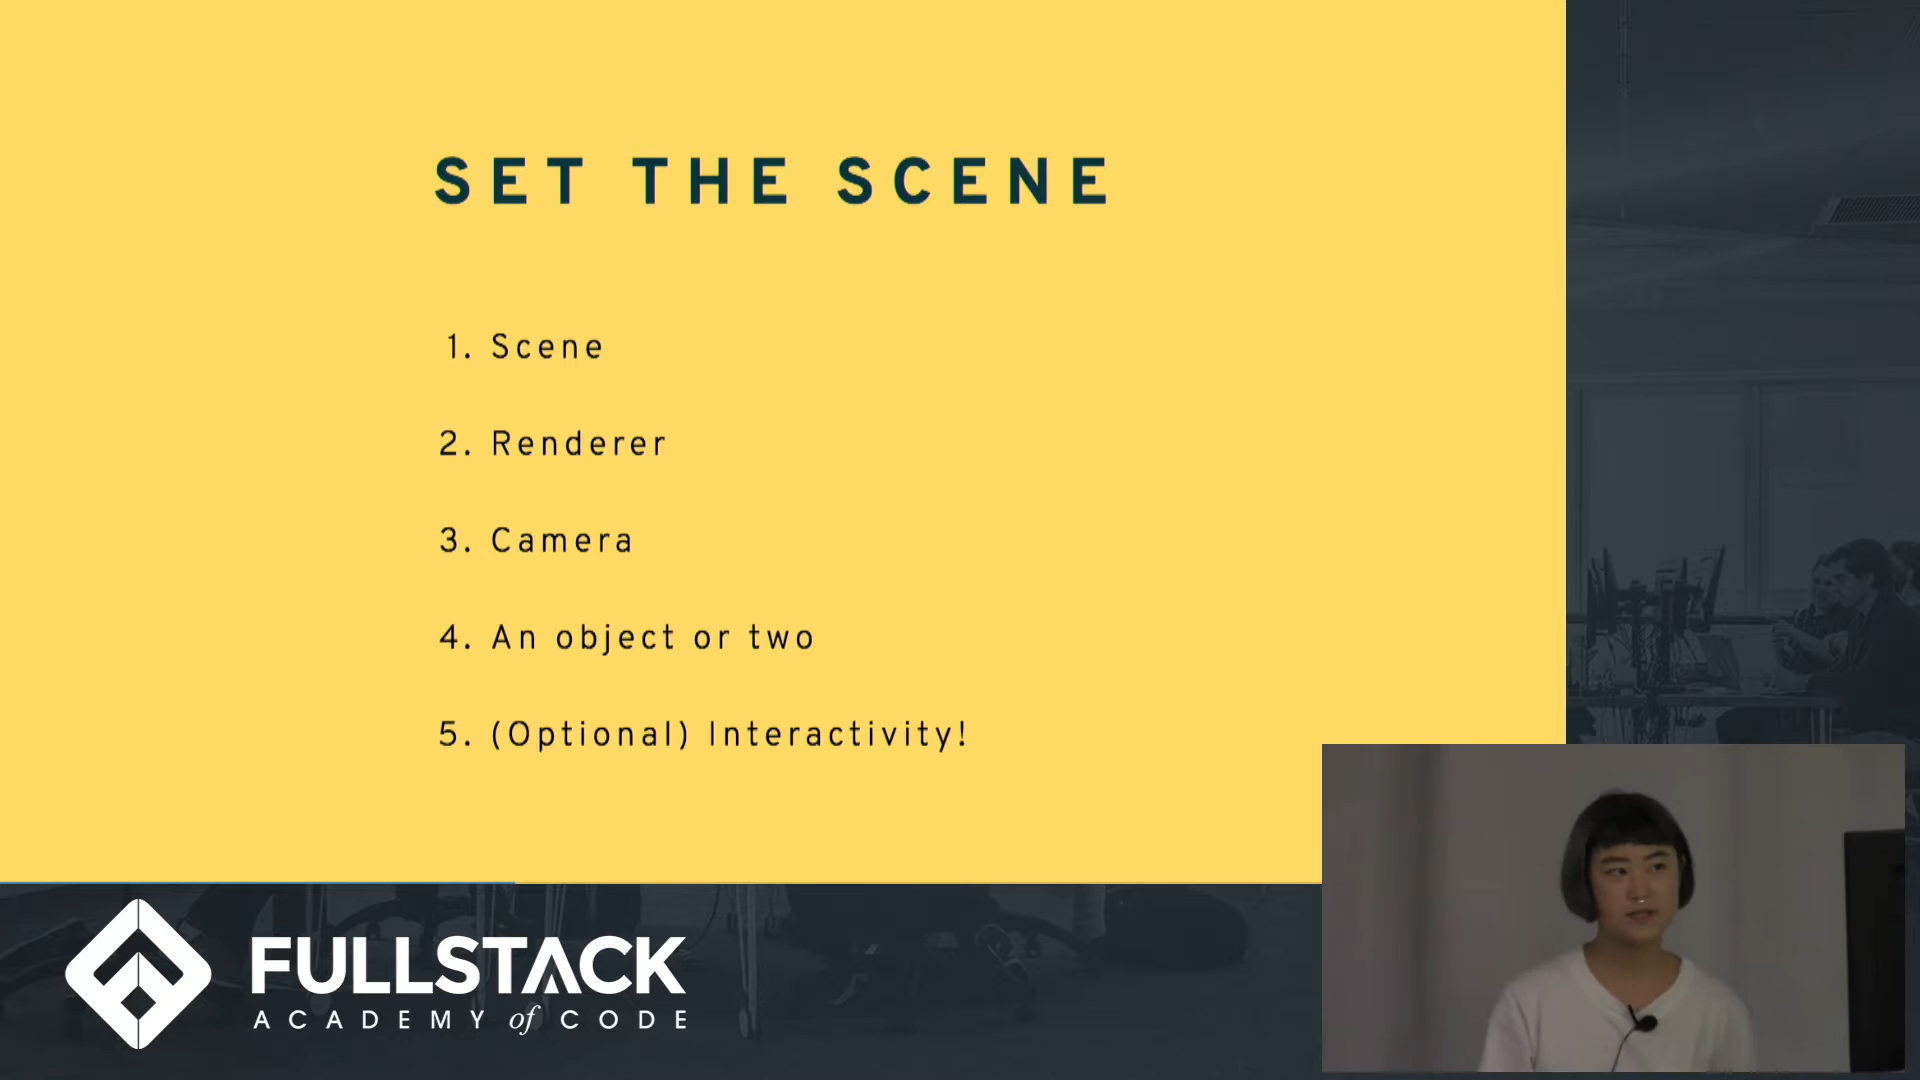 SET THE SCENE
1. Scene
2. Renderer
3. Camera
4. An object or two
5. (Optional) Interactivity!
FULLSTACK
ACADEMY of CODE